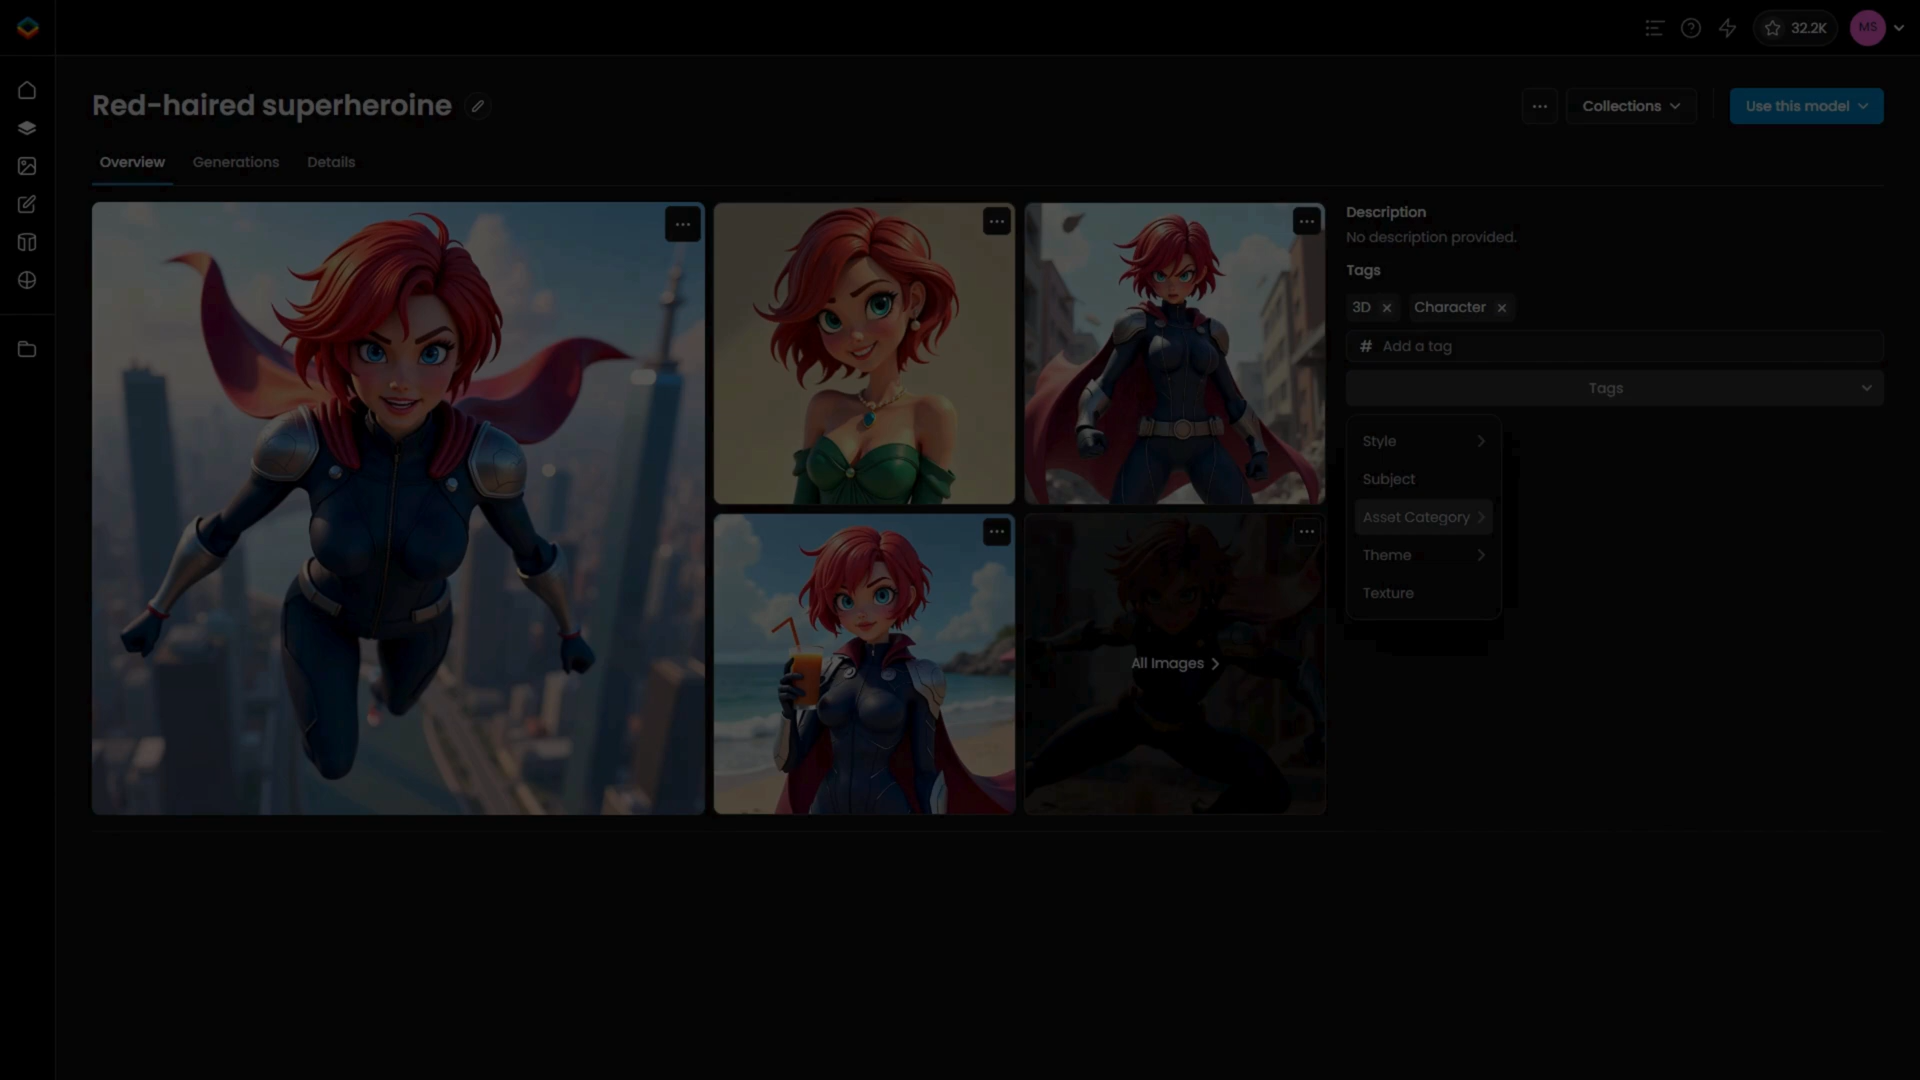 32.2K
MS
Red-haired superheroine
Collections
Use this model
Overview
Generations
Details
Description
No description provided.
Tags
3D
Character
# Add a tag
Tags
Style
Subject
Asset Category
Theme
Texture
All Images